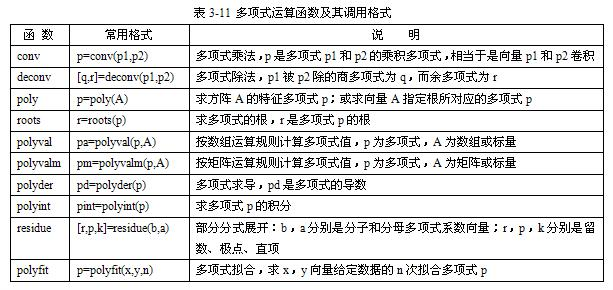 表 3-11 多项式运算函数及其调用格式
函 数 常用格式 说 明
conv p=conv(p1,p2) 多项式乘法,p是多项式 p1 和 p2 的乘积多项式,相当于是向量 p1 和 p2 卷积
deconv [q,r]=deconv(p1,p2) 多项式除法,p1 被 p2 除的商多项式为 q,而余多项式为 r
poly p=poly(A) 求方阵 A 的特征多项式 p;或求向量 A 指定根所对应的多项式 p
roots r=roots(p) 求多项式的根,r 是多项式 p 的根
polyval pa=polyval(p,A) 按数组运算规则计算多项式值,p 为多项式,A 为数组或标量
polyvalm pm=polyvalm(p,A) 按矩阵运算规则计算多项式值,p 为多项式,A 为矩阵或标量
polyder pd=polyder(p) 多项式求导,pd 是多项式的导数
polyint pint=polyint(p) 求多项式 p 的积分
residue [r,p,k]=residue(b,a) 部分分式展开:b,a 分别是分子和分母多项式系数向量;r,p,k 分别是留
数、极点、直项
polyfit p=polyfit(x,y,n) 多项式拟合,求 x,y 向量给定数据的 n 次拟合多项式 p